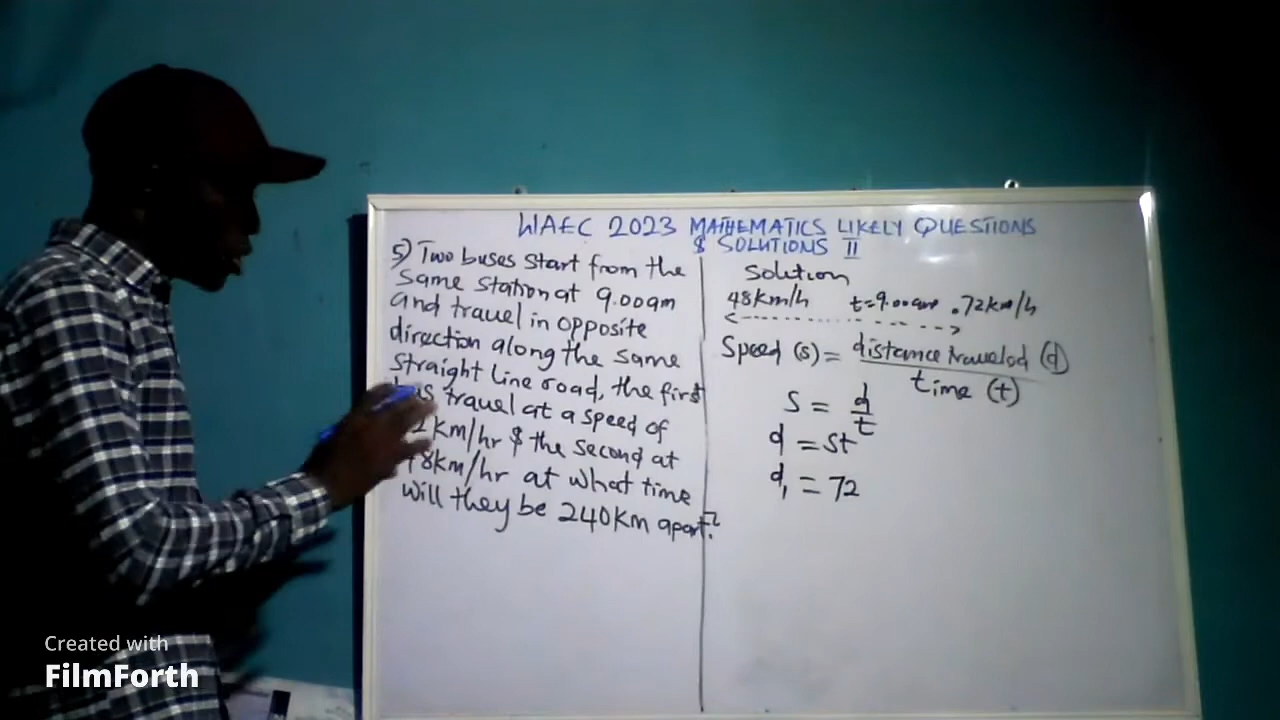 WAEC 2023 MATHEMATICS LIKELY QUESTIONS
& SOLUTIONS II
5) Two buses start from the
same station at 9.00am
and travel in opposite
direction along the same
straight line road, the first
bus travel at a speed of
2km/hr & the second at
48km/hr at what time
will they be 240km apart?
Solution
48km/h t=9.00am .72km/h
Speed (s) = distance traveled (d)
time (t)
S = d
t
d = st
d1 = 72
Created with
FilmForth